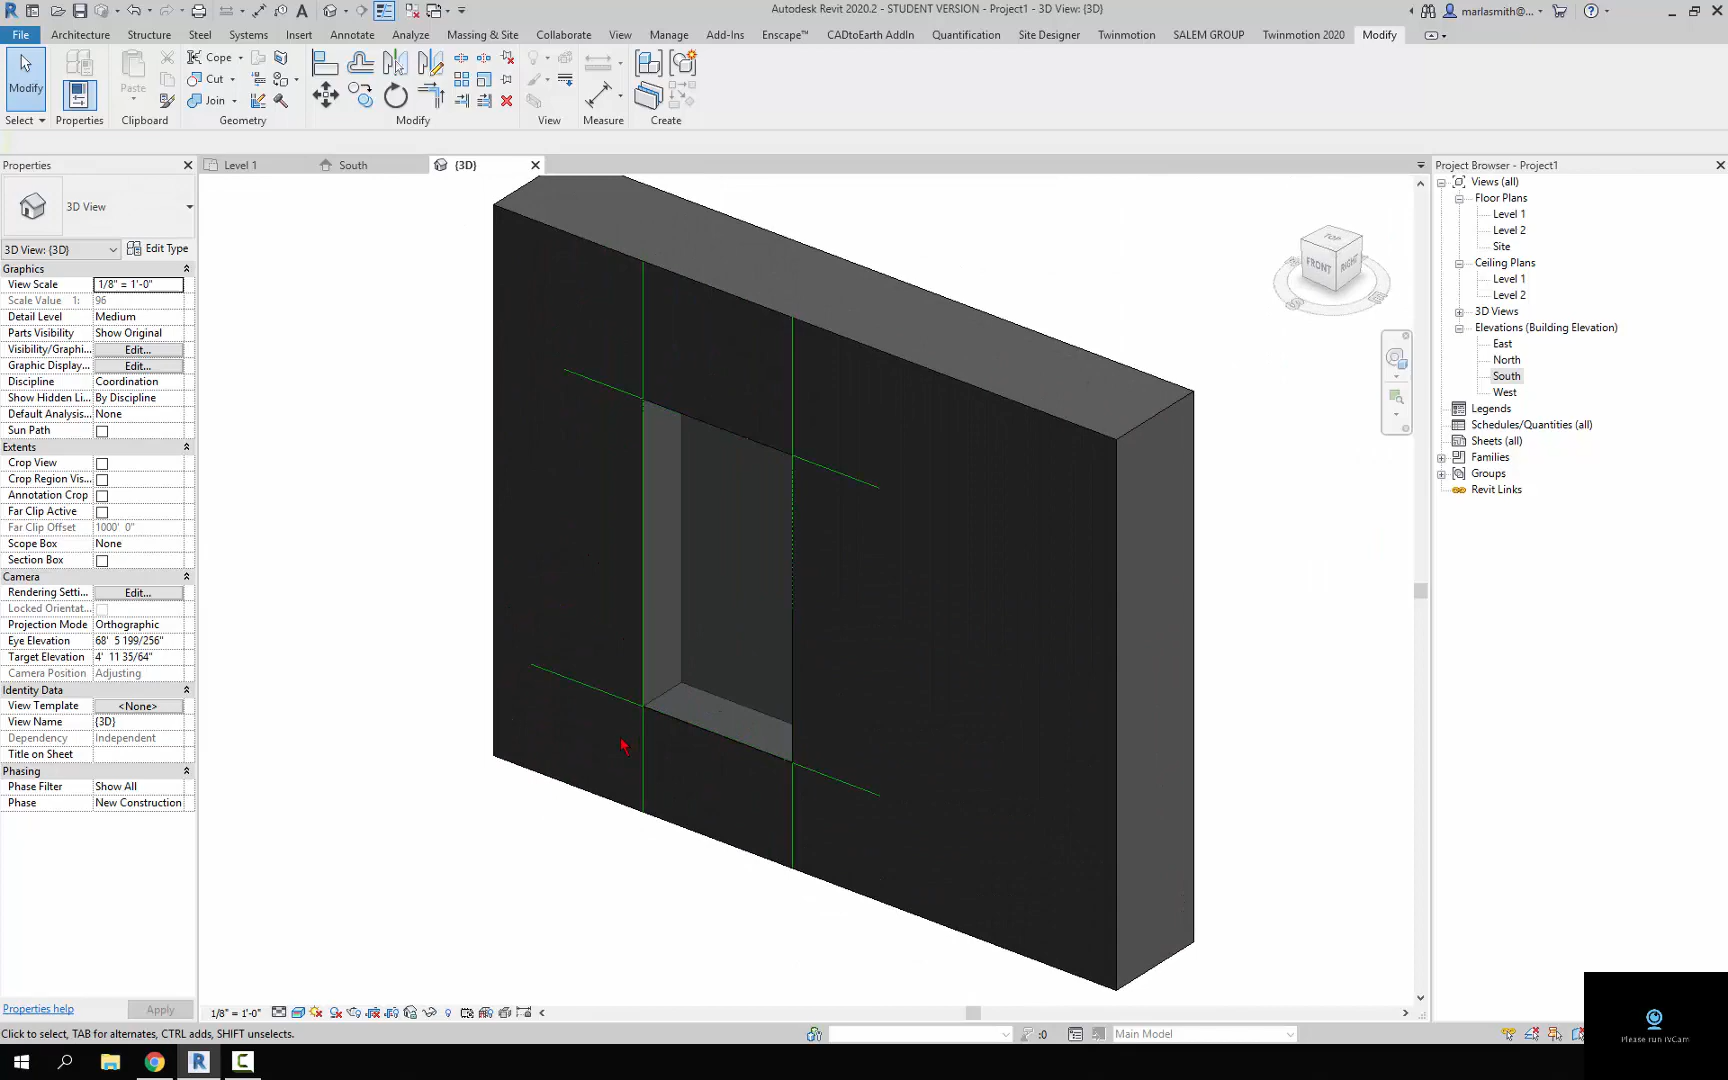 Autodesk Revit 2020.2 - STUDENT VERSION - Project1 - 3D View: {3D}
marlasmith@...
File Architecture Structure Steel Systems Insert Annotate Analyze Massing & Site Collaborate View Manage Add-Ins Enscape™ CADtoEarth AddIn Quantification Site Designer Twinmotion SALEM GROUP Twinmotion 2020 Modify
Modify
Paste
Cope
Cut
Join
Select Properties Clipboard Geometry Modify View Measure Create
Properties
Level 1 South {3D}
Project Browser - Project1
3D View
3D View: {3D} Edit Type
Graphics
View Scale 1/8" = 1'-0"
Scale Value 1: 96
Detail Level Medium
Parts Visibility Show Original
Visibility/Graphi... Edit...
Graphic Display... Edit...
Discipline Coordination
Show Hidden Li... By Discipline
Default Analysis... None
Sun Path
Extents
Crop View
Crop Region Vis...
Annotation Crop
Far Clip Active
Far Clip Offset 1000' 0"
Scope Box None
Section Box
Camera
Rendering Setti... Edit...
Locked Orientat...
Projection Mode Orthographic
Eye Elevation 68' 5 199/256"
Target Elevation 4' 11 35/64"
Camera Position Adjusting
Identity Data
View Template <None>
View Name {3D}
Dependency Independent
Title on Sheet
Phasing
Phase Filter Show All
Phase New Construction
Properties help Apply
TOP
FRONT
RIGHT
Views (all)
Floor Plans
Level 1
Level 2
Site
Ceiling Plans
Level 1
Level 2
3D Views
Elevations (Building Elevation)
East
North
South
West
Legends
Schedules/Quantities (all)
Sheets (all)
Families
Groups
Revit Links
1/8" = 1'-0"
Click to select, TAB for alternates, CTRL adds, SHIFT unselects.
:0
Main Model
Please run iVCam